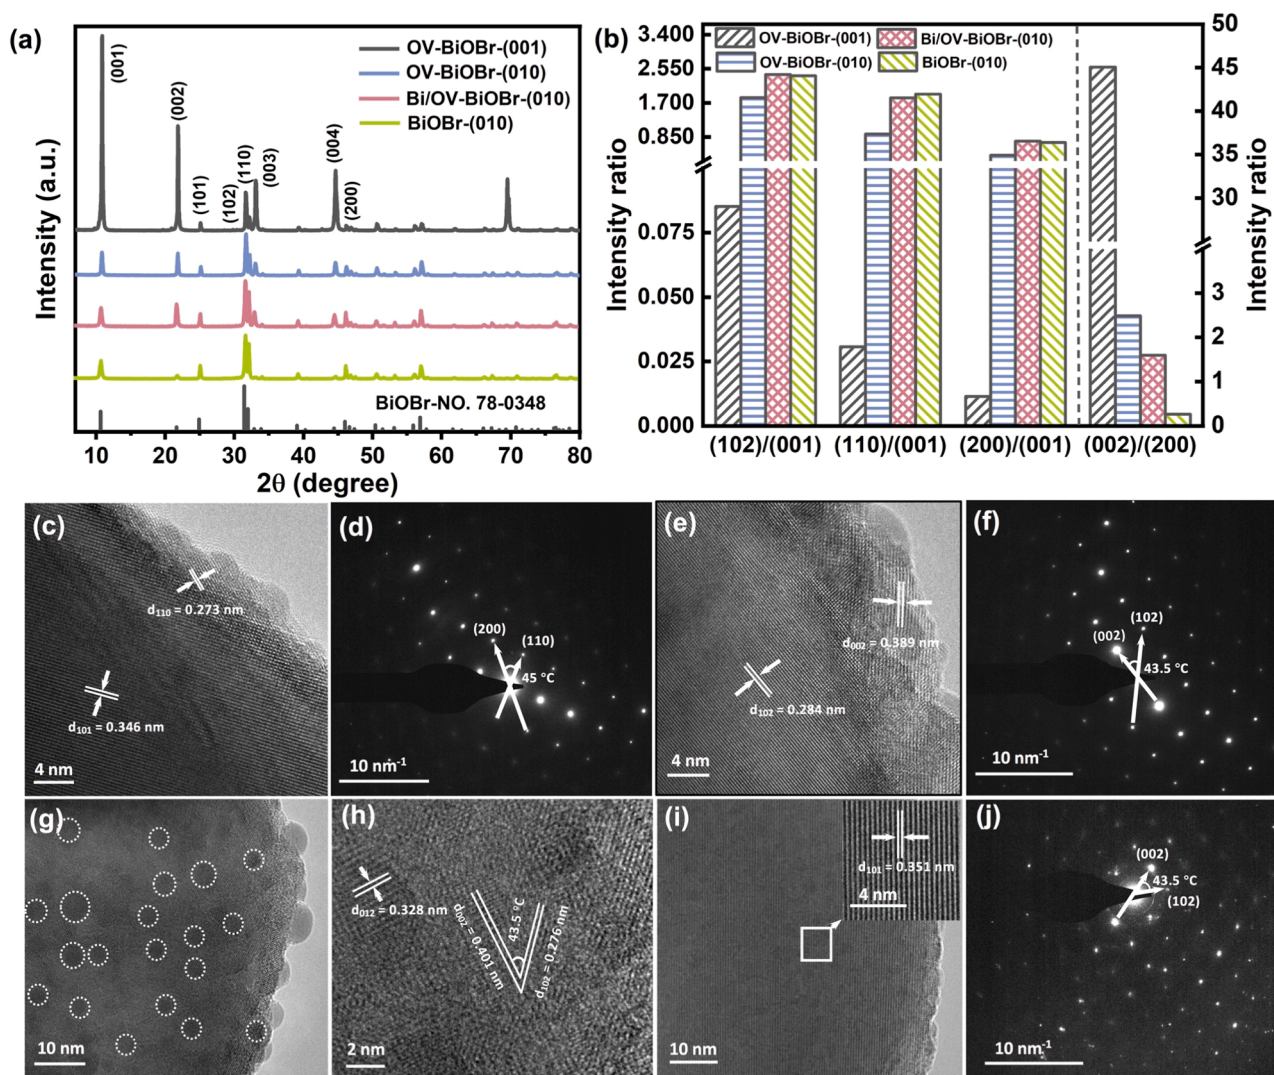 (a)
Intensity (a.u.)
(001)
(002)
(101)
(102)
(110)
(003)
(004)
(200)
OV-BiOBr-(001)
OV-BiOBr-(010)
Bi/OV-BiOBr-(010)
BiOBr-(010)
BiOBr-NO. 78-0348
10 20 30 40 50 60 70 80
2θ (degree)
(b)
Intensity ratio
3.400
2.550
1.700
0.850
0.075
0.050
0.025
0.000
OV-BiOBr-(001) Bi/OV-BiOBr-(010)
OV-BiOBr-(010) BiOBr-(010)
50
45
40
35
30
3
2
1
0
Intensity ratio
(102)/(001) (110)/(001) (200)/(001) (002)/(200)
(c)
d110 = 0.273 nm
d101 = 0.346 nm
4 nm
(d)
(200)
(110)
45 °C
10 nm-1
(e)
d002 = 0.389 nm
d102 = 0.284 nm
4 nm
(f)
(102)
(002)
43.5 °C
10 nm-1
(g)
10 nm
(h)
d012 = 0.328 nm
d002 = 0.401 nm
43.5 °C
d102 = 0.276 nm
2 nm
(i)
d101 = 0.351 nm
4 nm
10 nm
(j)
(002)
43.5 °C
(102)
10 nm-1